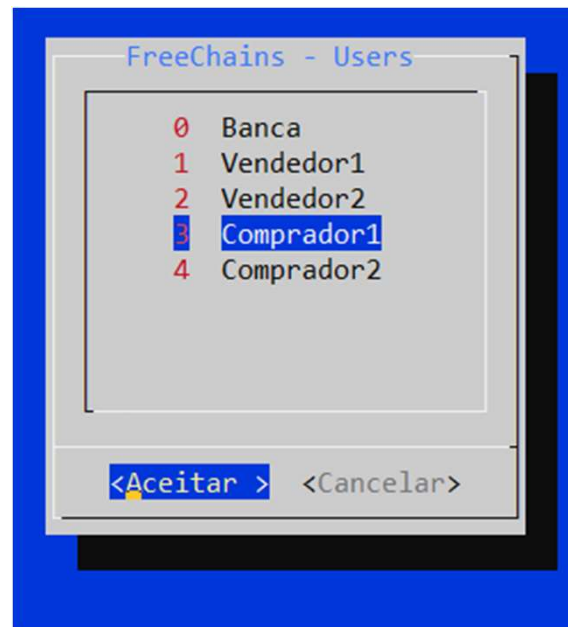 FreeChains - Users
0 Banca
1 Vendedor1
2 Vendedor2
3 Comprador1
4 Comprador2
<Aceitar > <Cancelar>